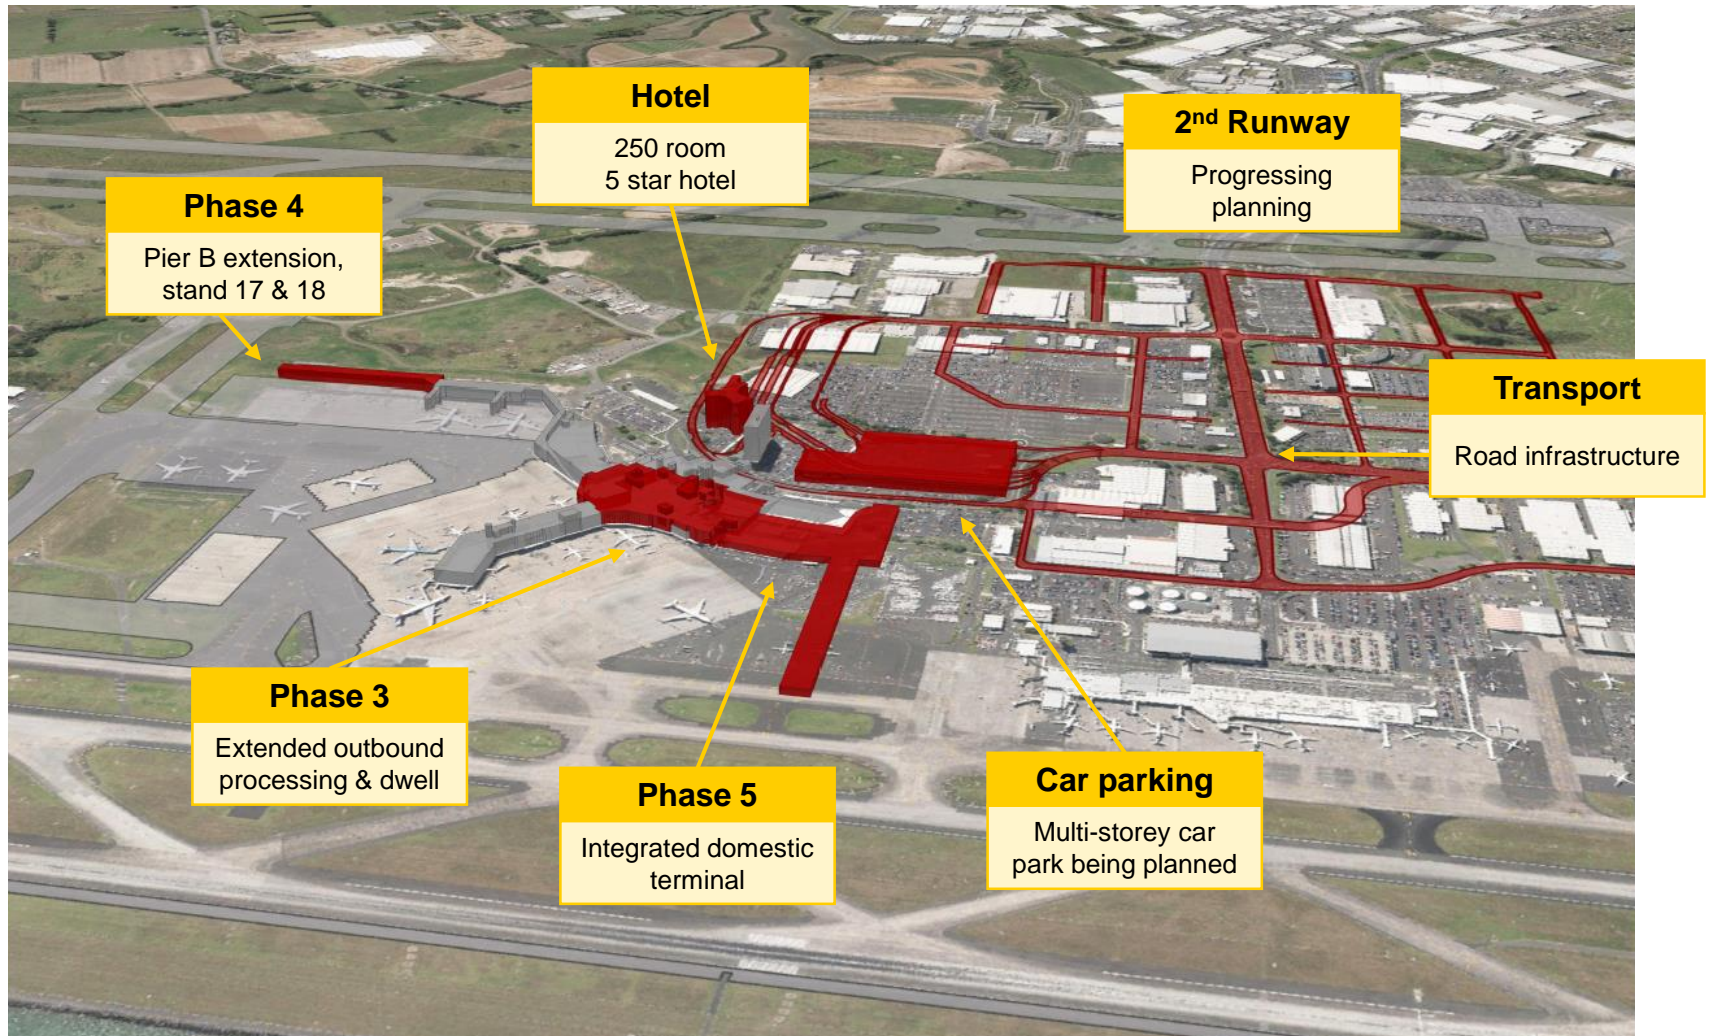 Hotel
250 room
5 star hotel
2nd Runway
Progressing
planning
Phase 4
Pier B extension,
stand 17 & 18
Transport
Road infrastructure
Phase 3
Extended outbound
processing & dwell
Phase 5
Integrated domestic
terminal
Car parking
Multi-storey car
park being planned